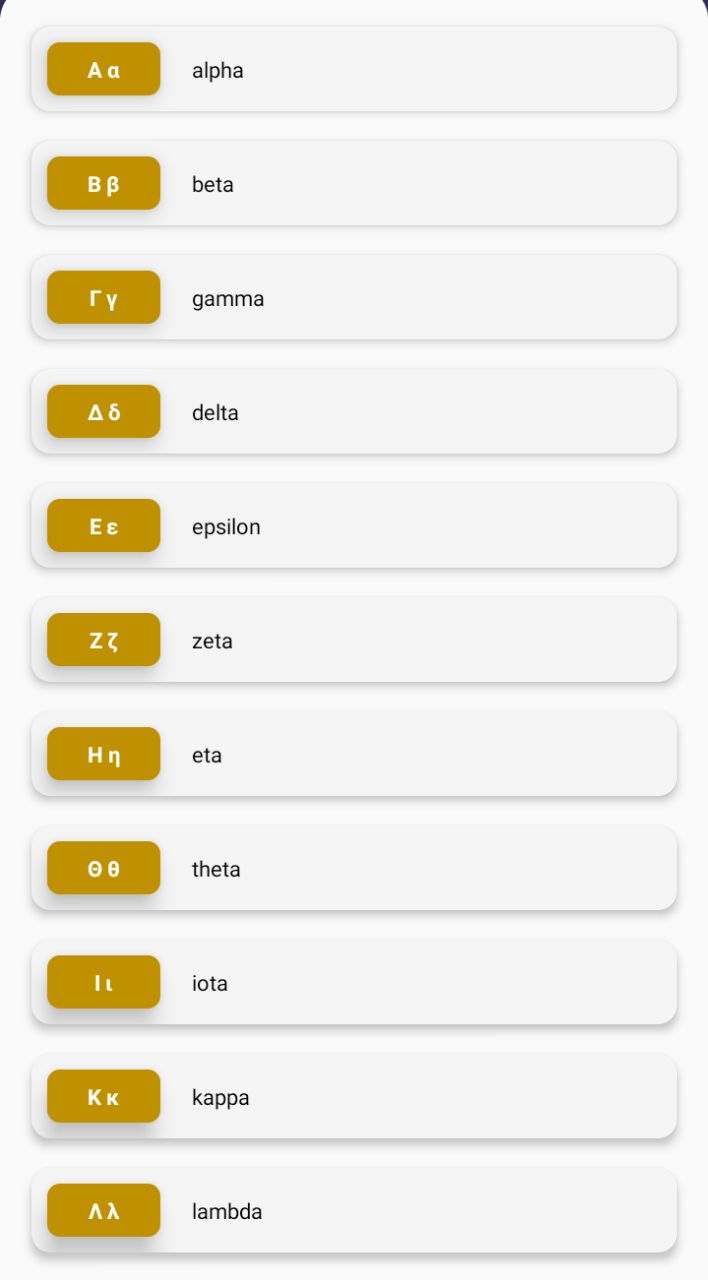 Α α alpha
Β β beta
Γ γ gamma
Δ δ delta
Ε ε epsilon
Ζ ζ zeta
Η η eta
Θ θ theta
Ι ι iota
Κ κ kappa
Λ λ lambda